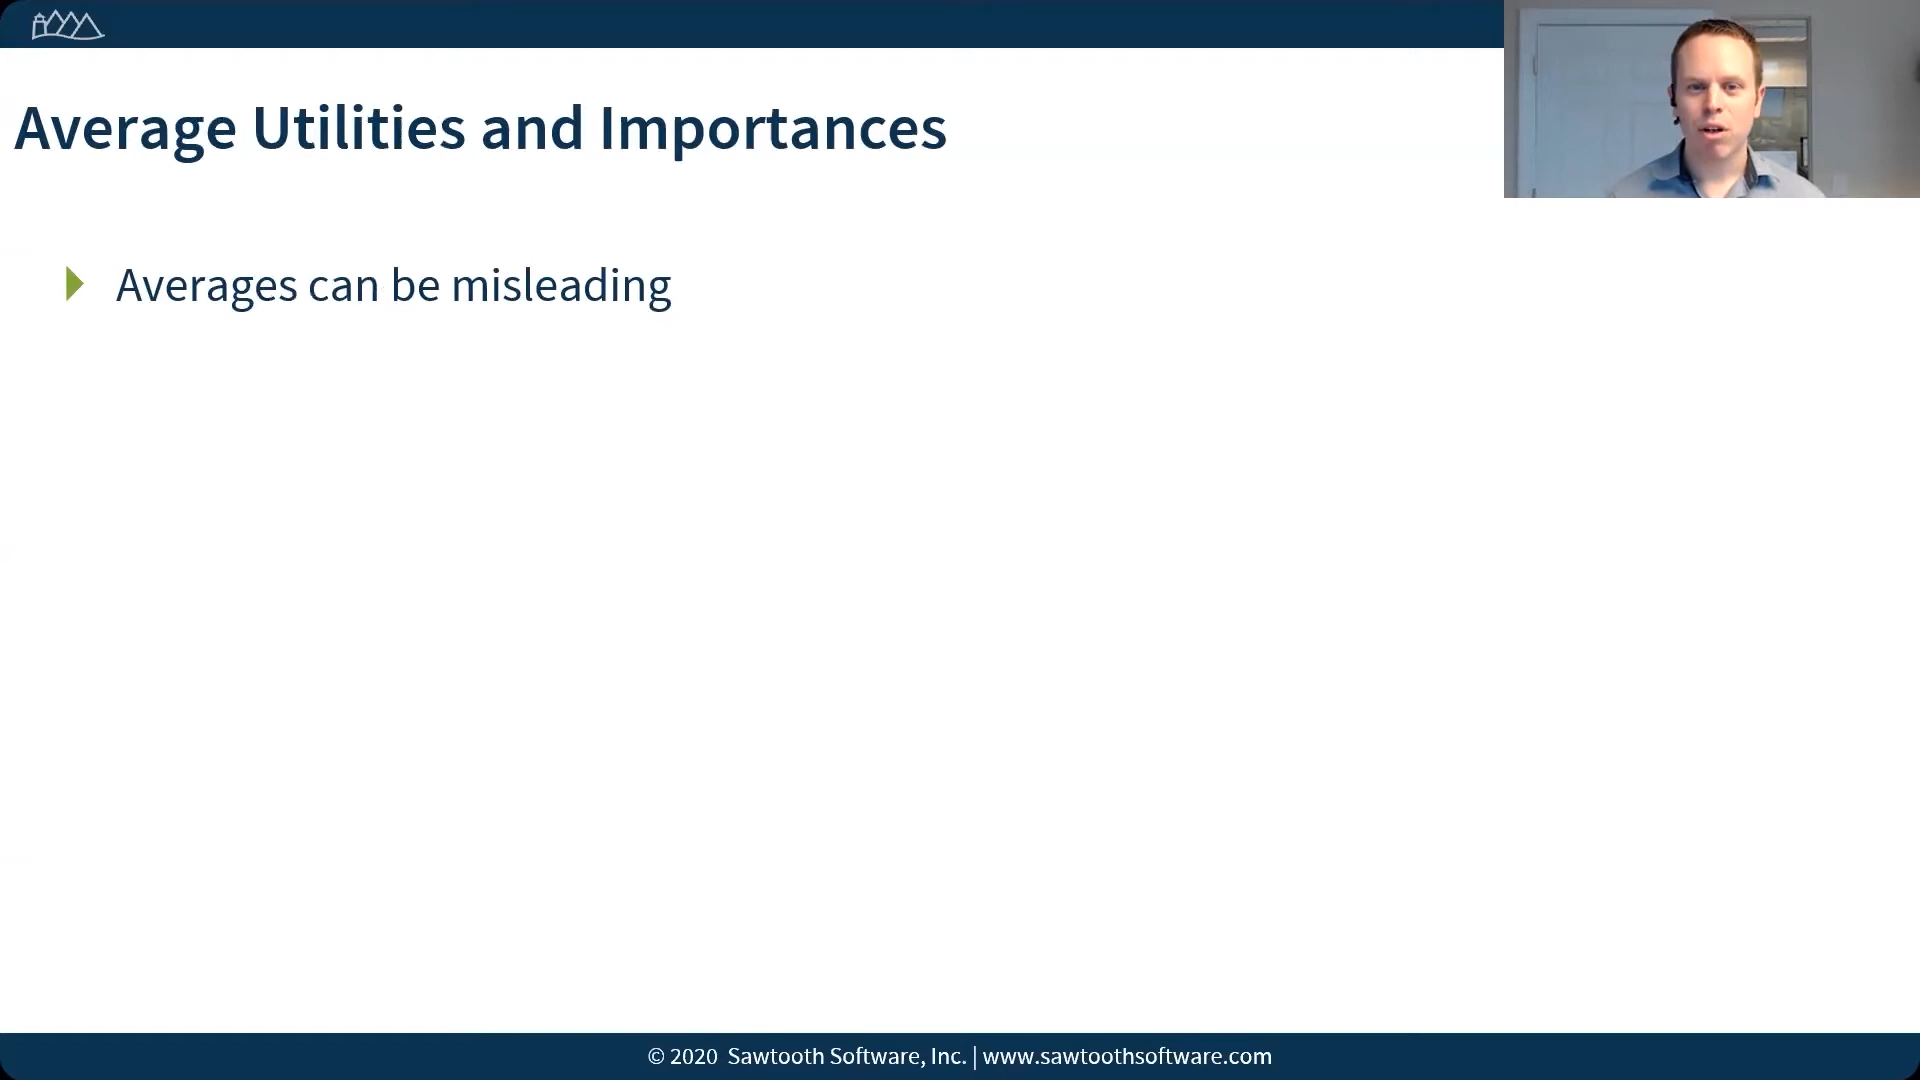 Average Utilities and Importances
Averages can be misleading
© 2020 Sawtooth Software, Inc. | www.sawtoothsoftware.com